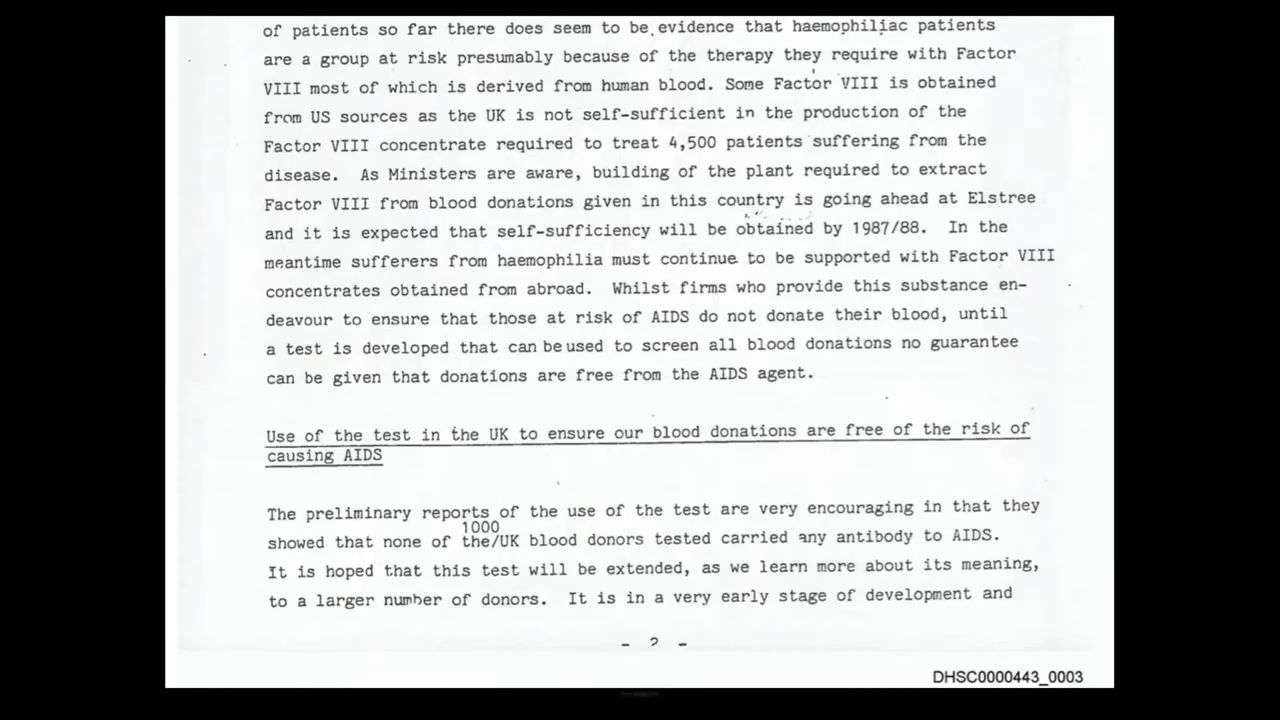 of patients so far there does seem to be evidence that haemophiliac patients
are a group at risk presumably because of the therapy they require with Factor
VIII most of which is derived from human blood. Some Factor VIII is obtained
from US sources as the UK is not self-sufficient in the production of the
Factor VIII concentrate required to treat 4,500 patients suffering from the
disease. As Ministers are aware, building of the plant required to extract
Factor VIII from blood donations given in this country is going ahead at Elstree
and it is expected that self-sufficiency will be obtained by 1987/88. In the
meantime sufferers from haemophilia must continue to be supported with Factor VIII
concentrates obtained from abroad. Whilst firms who provide this substance en-
deavour to ensure that those at risk of AIDS do not donate their blood, until
a test is developed that can be used to screen all blood donations no guarantee
can be given that donations are free from the AIDS agent.
Use of the test in the UK to ensure our blood donations are free of the risk of
causing AIDS
The preliminary reports of the use of the test are very encouraging in that they
1000
showed that none of the/UK blood donors tested carried any antibody to AIDS.
It is hoped that this test will be extended, as we learn more about its meaning,
to a larger number of donors. It is in a very early stage of development and
- 2 -
DHSC0000443_0003